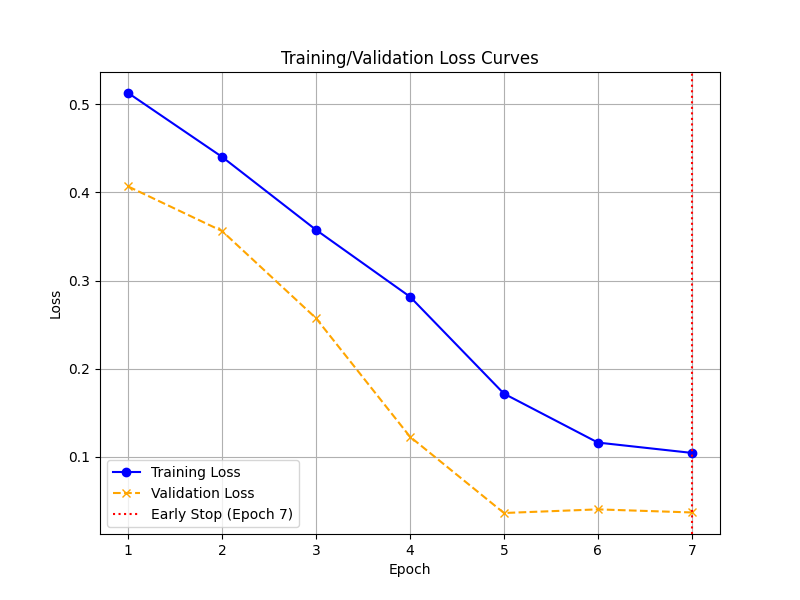 Training/Validation Loss Curves
0.5
0.4
0.3
0.2
0.1
Loss
Training Loss
Validation Loss
Early Stop (Epoch 7)
1 2 3 4 5 6 7
Epoch